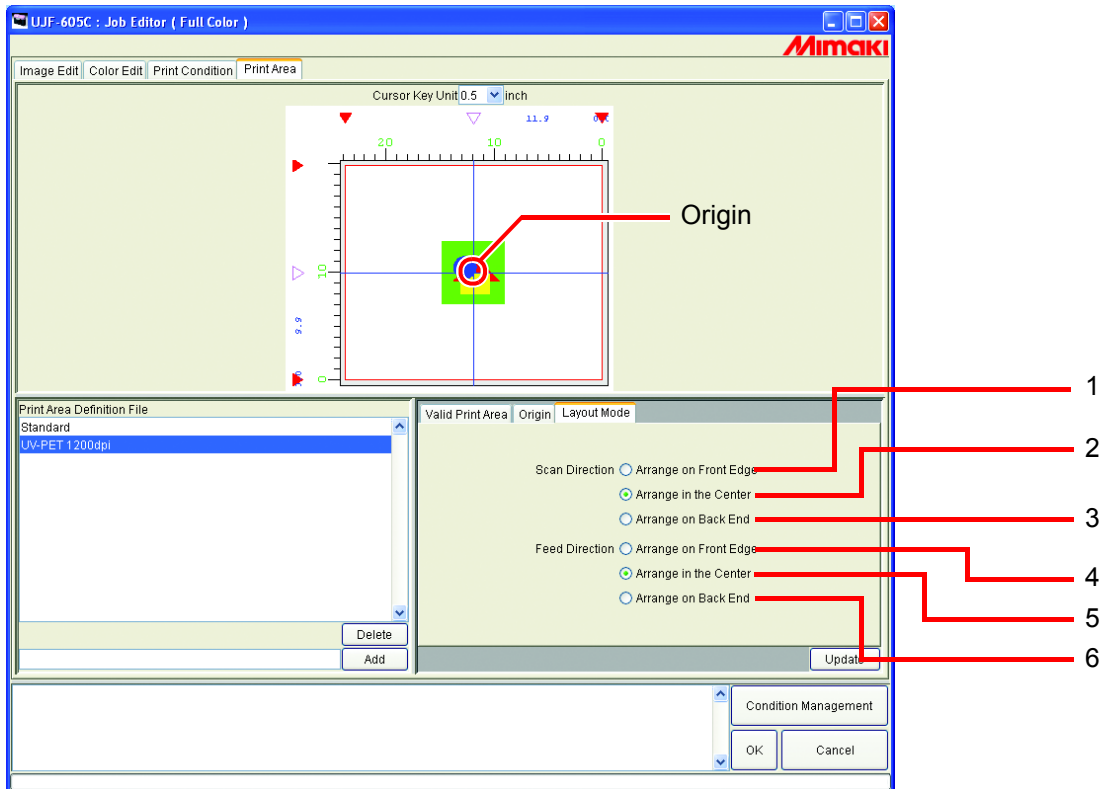 UJF-605C : Job Editor ( Full Color )
Mimaki
Image Edit Color Edit Print Condition Print Area
Cursor Key Unit 0.5 inch
11.9
20 10 0
Origin
10
9.9
0
Print Area Definition File
Standard
UV-PET 1200dpi
Delete
Add
Valid Print Area Origin Layout Mode
Scan Direction Arrange on Front Edge
Arrange in the Center
Arrange on Back End
Feed Direction Arrange on Front Edge
Arrange in the Center
Arrange on Back End
Update
1
2
3
4
5
6
Condition Management
OK Cancel